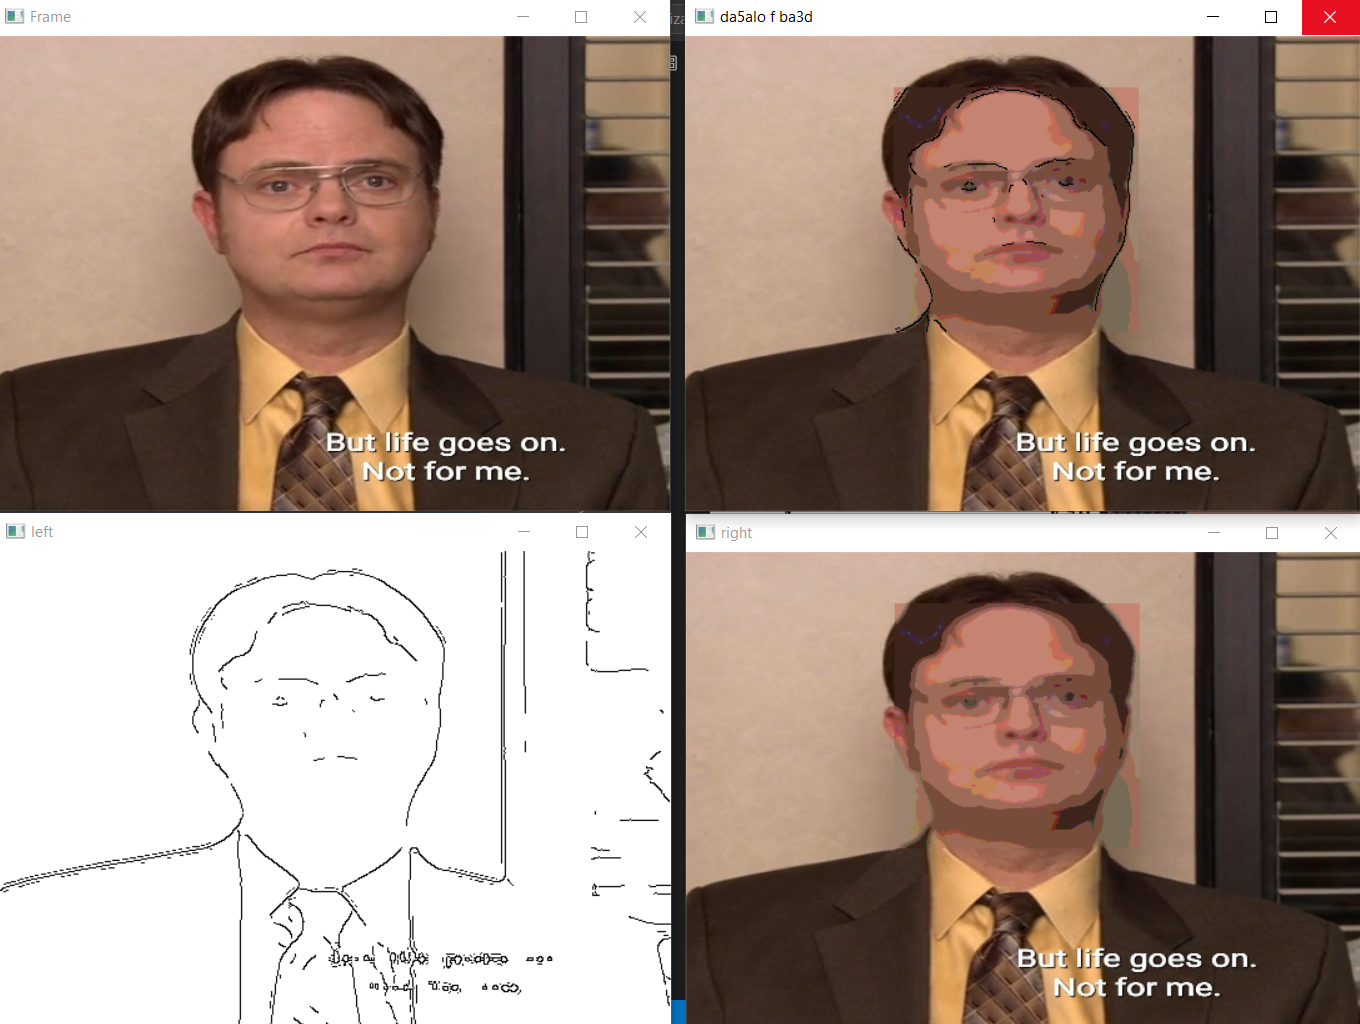 Frame
da5alo f ba3d
But life goes on.
Not for me.
But life goes on.
Not for me.
left
right
But life goes on.
Not for me.